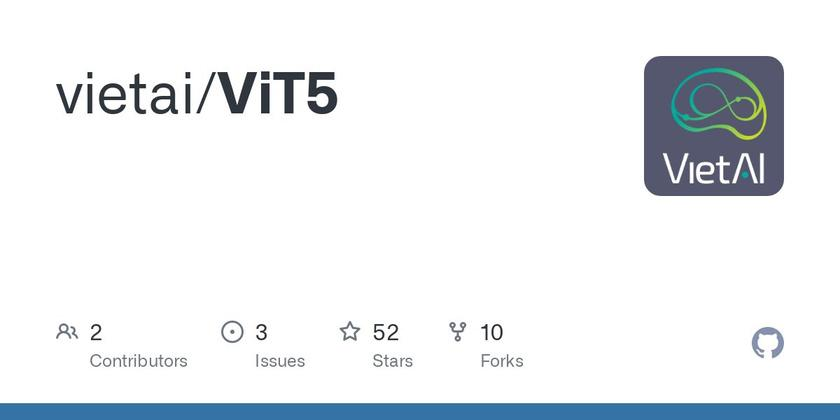 vietai/ViT5
VietAI
2
Contributors
3
Issues
52
Stars
10
Forks